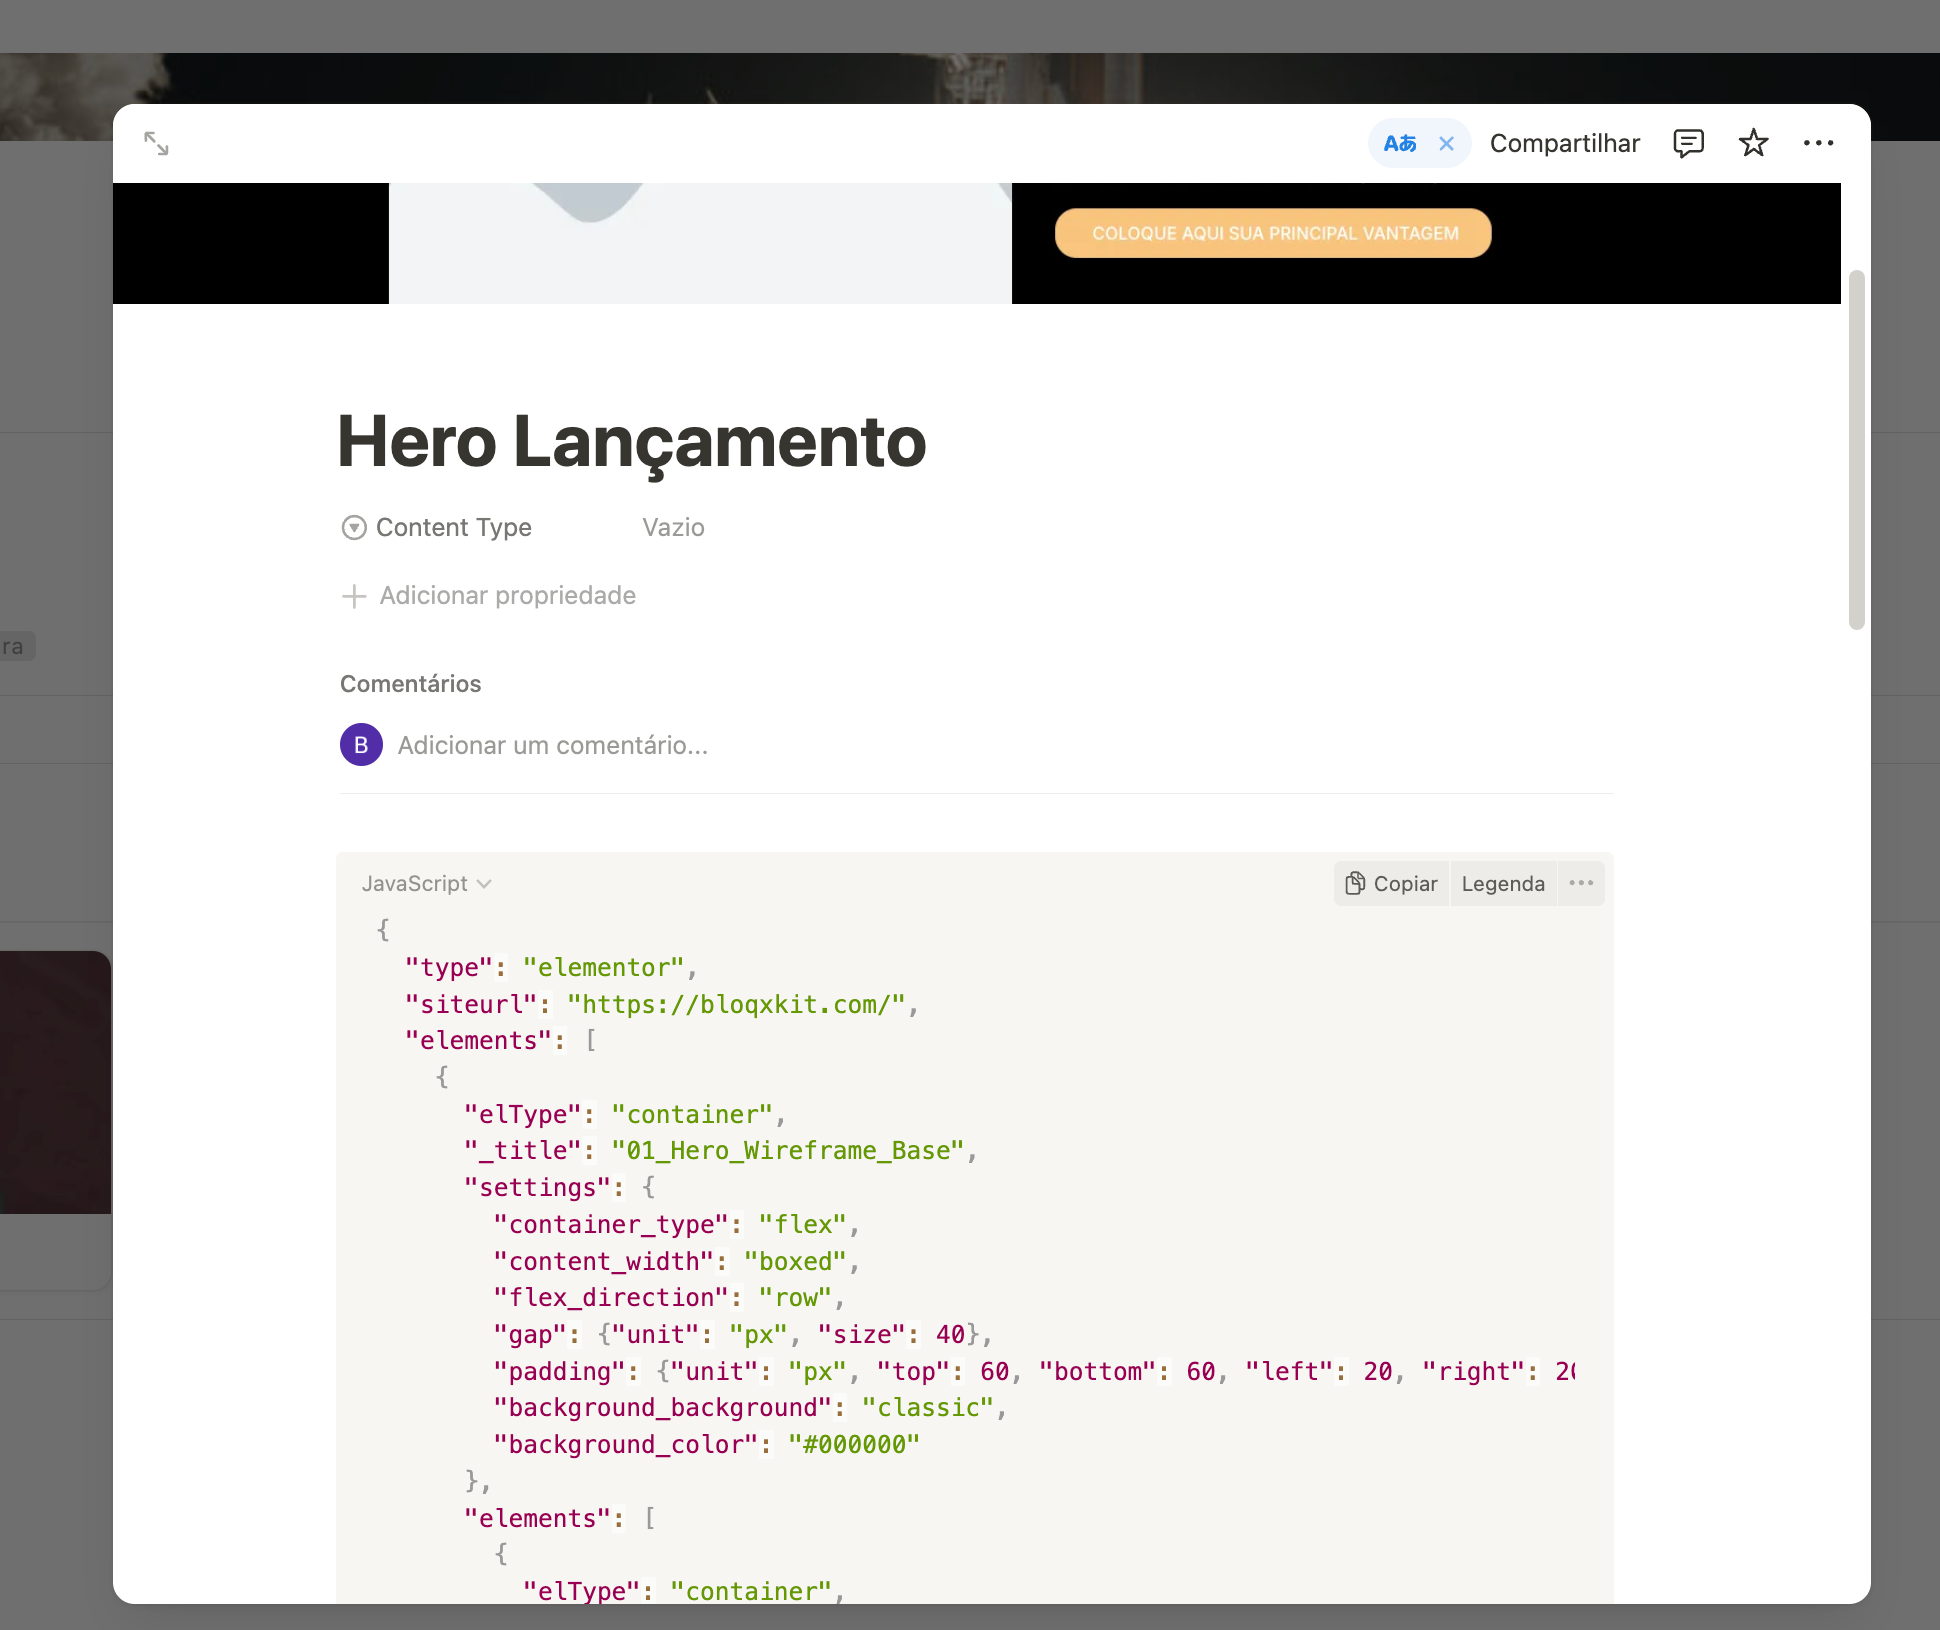 Aあ
Compartilhar
COLOQUE AQUI SUA PRINCIPAL VANTAGEM
Hero Lançamento
Content Type Vazio
Adicionar propriedade
ra
Comentários
B Adicionar um comentário...
JavaScript
Copiar Legenda
{
"type": "elementor",
"siteurl": "https://bloqxkit.com/",
"elements": [
{
"elType": "container",
"_title": "01_Hero_Wireframe_Base",
"settings": {
"container_type": "flex",
"content_width": "boxed",
"flex_direction": "row",
"gap": {"unit": "px", "size": 40},
"padding": {"unit": "px", "top": 60, "bottom": 60, "left": 20, "right": 20
"background_background": "classic",
"background_color": "#000000"
},
"elements": [
{
"elType": "container",